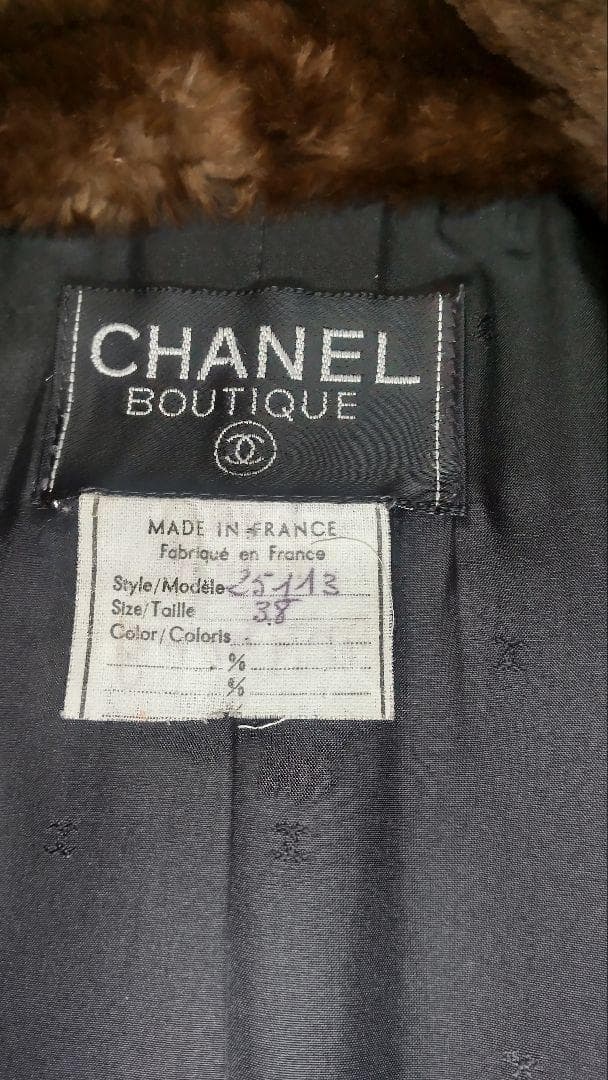 CHANEL
BOUTIQUE
MADE IN FRANCE
Fabriqué en France
Style/Modèle 25113
Size/Taille 38
Color/Coloris
%
%
%